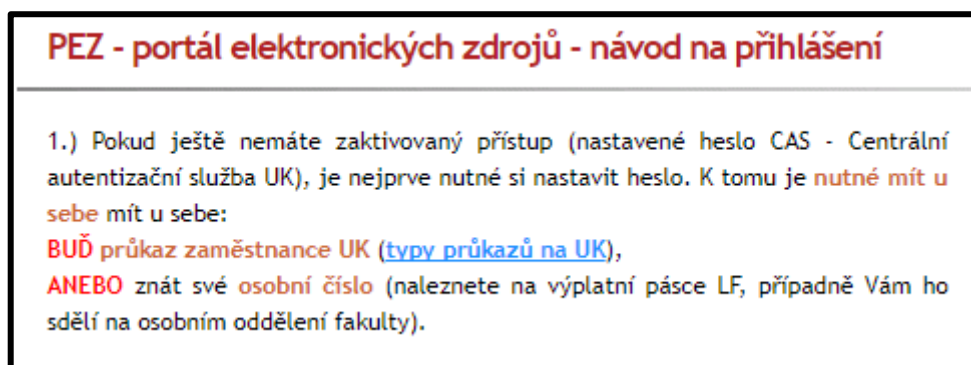 PEZ - portál elektronických zdrojů - návod na přihlášení
1.) Pokud ještě nemáte zaktivovaný přístup (nastavené heslo CAS - Centrální
autentizační služba UK), je nejprve nutné si nastavit heslo. K tomu je nutné mít u
sebe mít u sebe:
BUĎ průkaz zaměstnance UK (typy průkazů na UK),
ANEBO znát své osobní číslo (naleznete na výplatní pásce LF, případně Vám ho
sdělí na osobním oddělení fakulty).